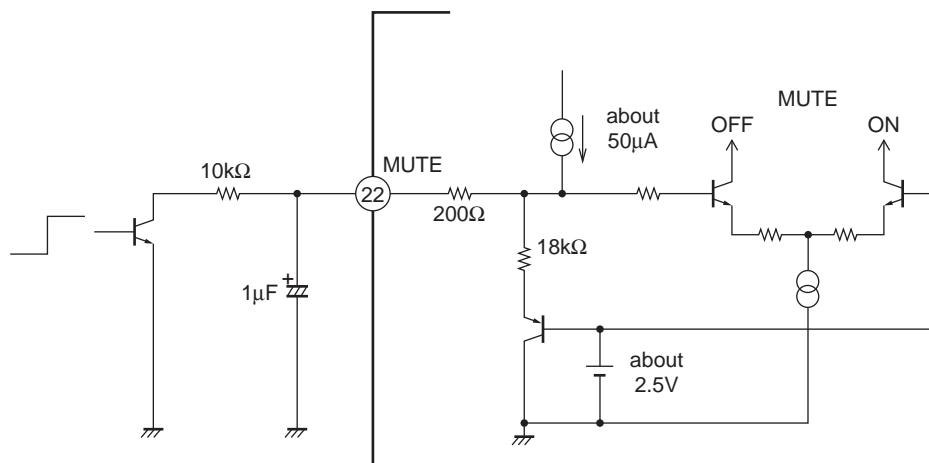 about
50μA
MUTE
OFF
ON
10kΩ
MUTE
22
200Ω
18kΩ
+
1μF
about
2.5V